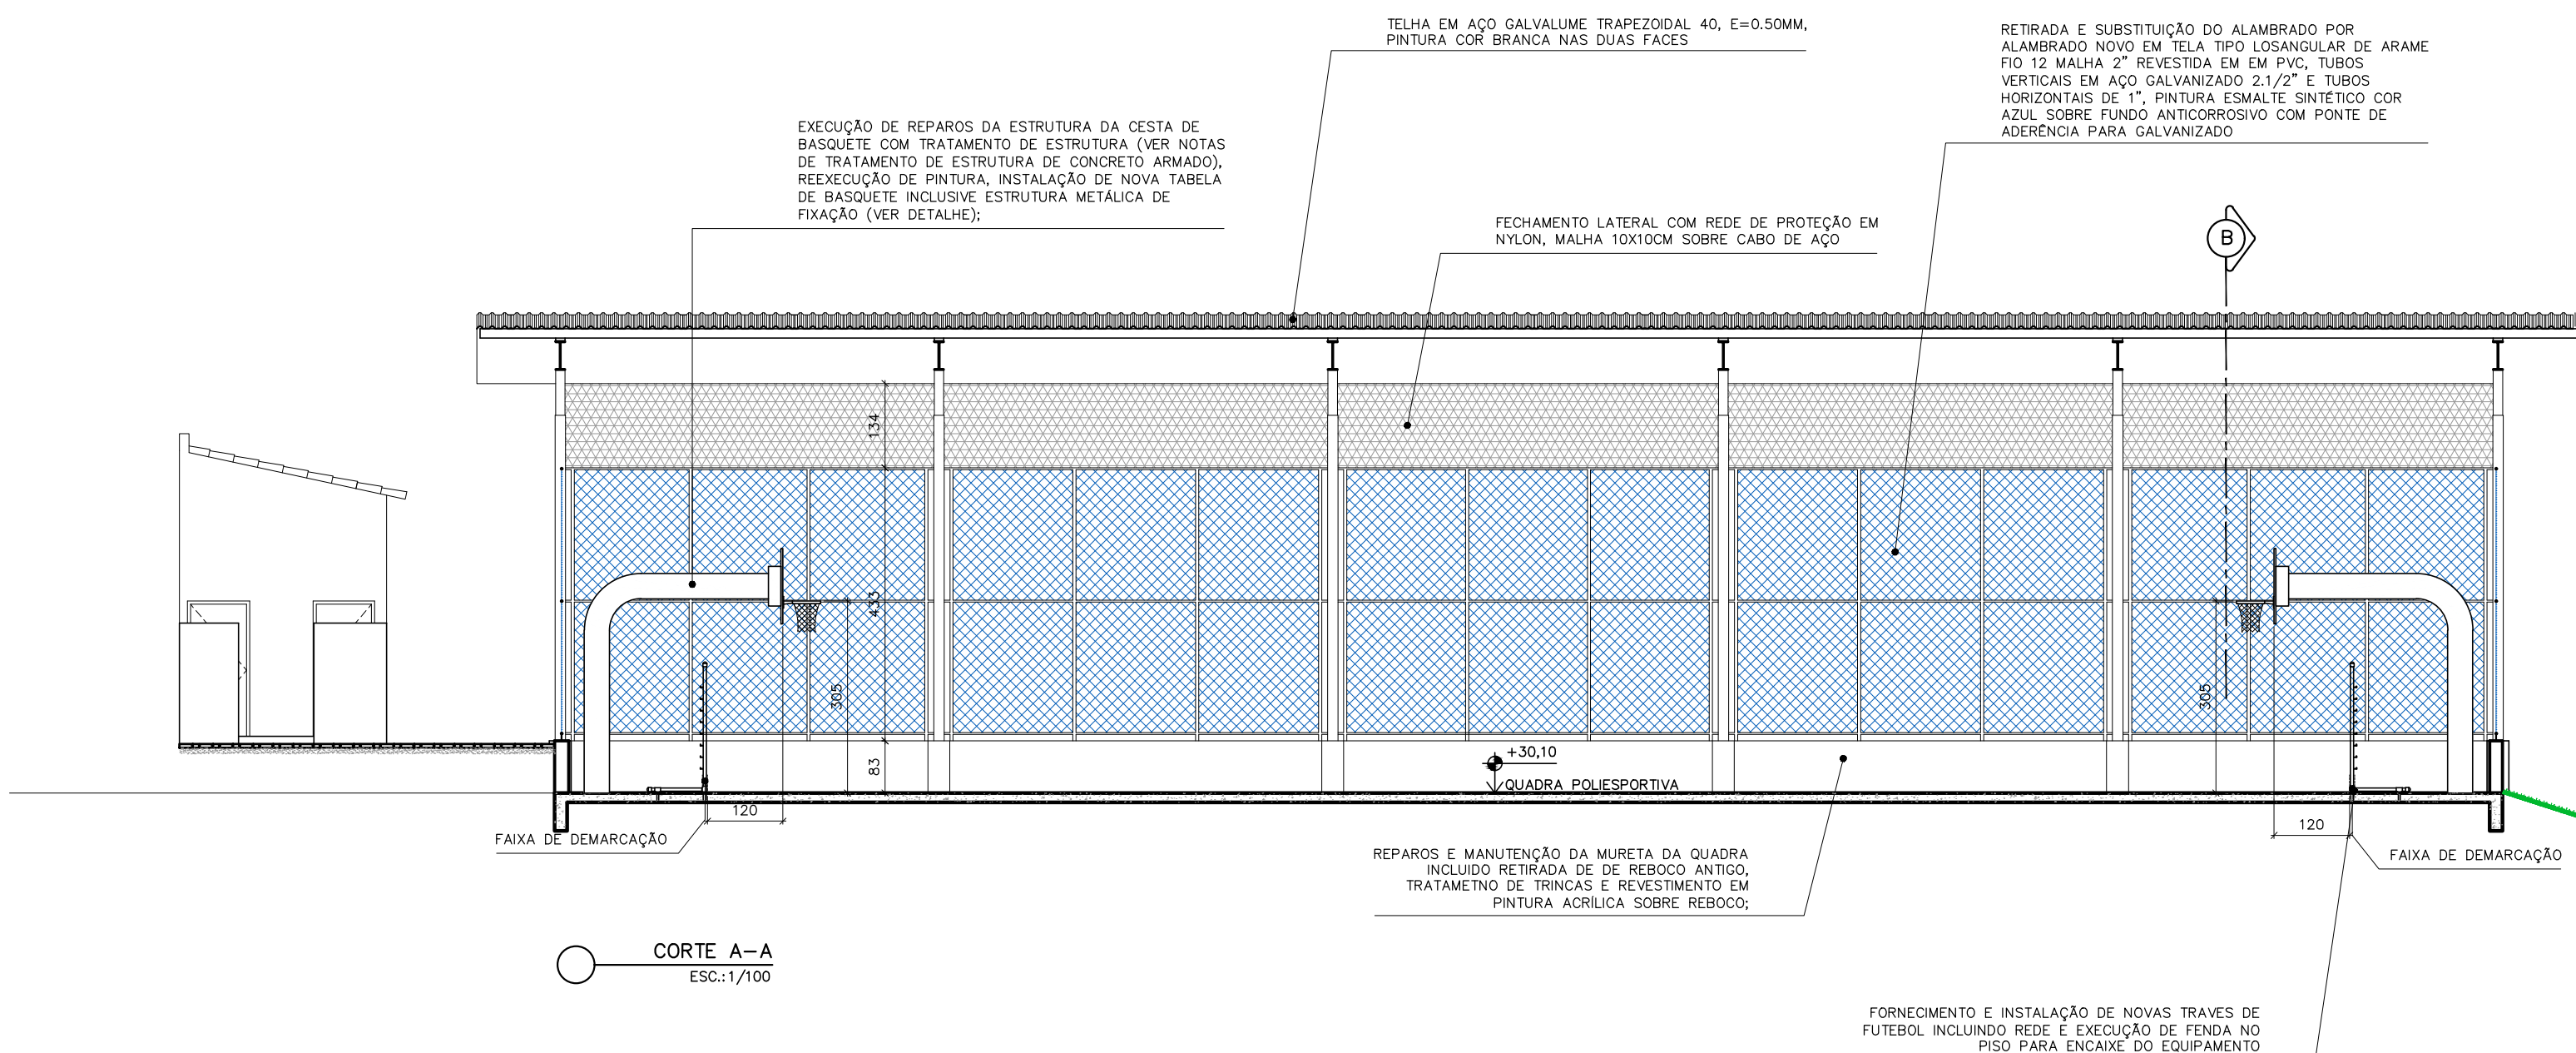 TELHA EM AÇO GALVALUME TRAPEZOIDAL 40, E=0.50MM,
PINTURA COR BRANCA NAS DUAS FACES
RETIRADA E SUBSTITUIÇÃO DO ALAMBRADO POR
ALAMBRADO NOVO EM TELA TIPO LOSANGULAR DE ARAME
FIO 12 MALHA 2" REVESTIDA EM EM PVC, TUBOS
VERTICAIS EM AÇO GALVANIZADO 2.1/2" E TUBOS
HORIZONTAIS DE 1", PINTURA ESMALTE SINTÉTICO COR
AZUL SOBRE FUNDO ANTICORROSIVO COM PONTE DE
ADERÊNCIA PARA GALVANIZADO
EXECUÇÃO DE REPAROS DA ESTRUTURA DA CESTA DE
BASQUETE COM TRATAMENTO DE ESTRUTURA (VER NOTAS
DE TRATAMENTO DE ESTRUTURA DE CONCRETO ARMADO),
REEXECUÇÃO DE PINTURA, INSTALAÇÃO DE NOVA TABELA
DE BASQUETE INCLUSIVE ESTRUTURA METÁLICA DE
FIXAÇÃO (VER DETALHE);
FECHAMENTO LATERAL COM REDE DE PROTEÇÃO EM
NYLON, MALHA 10X10CM SOBRE CABO DE AÇO
B
134
433
305
305
83
+30,10
QUADRA POLIESPORTIVA
120
120
FAIXA DE DEMARCAÇÃO
FAIXA DE DEMARCAÇÃO
REPAROS E MANUTENÇÃO DA MURETA DA QUADRA
INCLUIDO RETIRADA DE DE REBOCO ANTIGO,
TRATAMETNO DE TRINCAS E REVESTIMENTO EM
PINTURA ACRÍLICA SOBRE REBOCO;
CORTE A-A
ESC.:1/100
FORNECIMENTO E INSTALAÇÃO DE NOVAS TRAVES DE
FUTEBOL INCLUINDO REDE E EXECUÇÃO DE FENDA NO
PISO PARA ENCAIXE DO EQUIPAMENTO